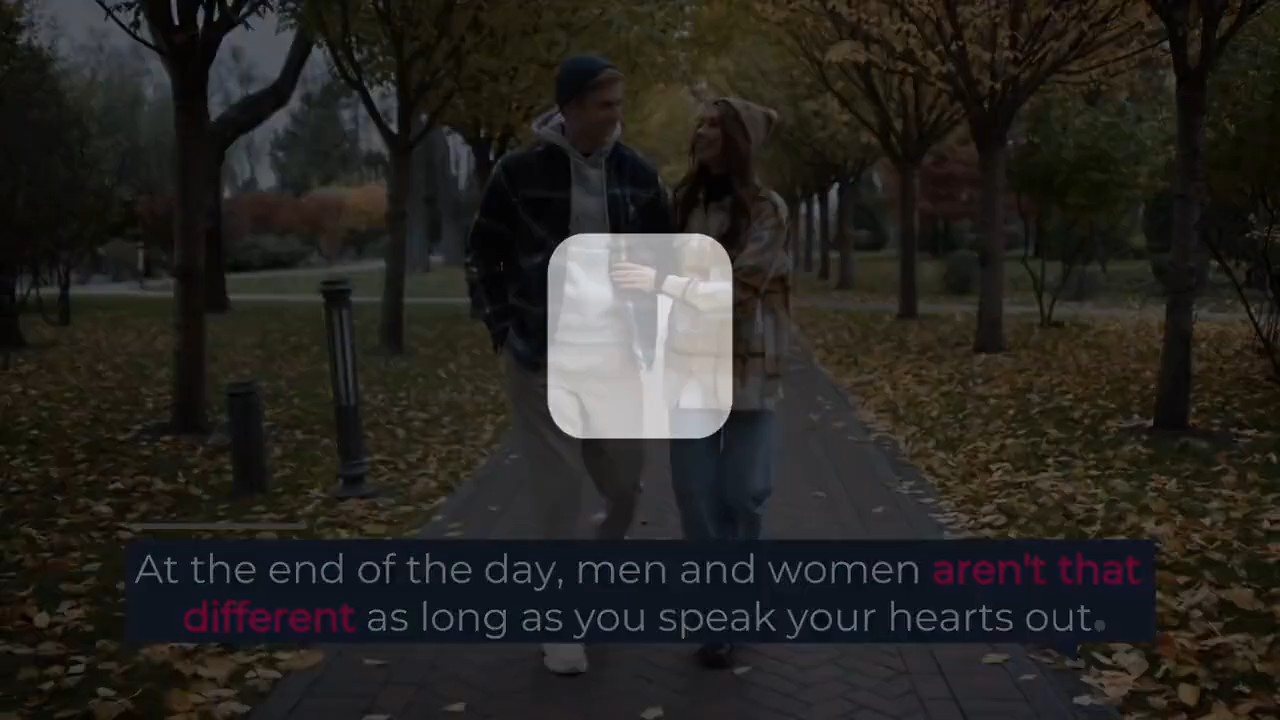 At the end of the day, men and women aren't that
different as long as you speak your hearts out.